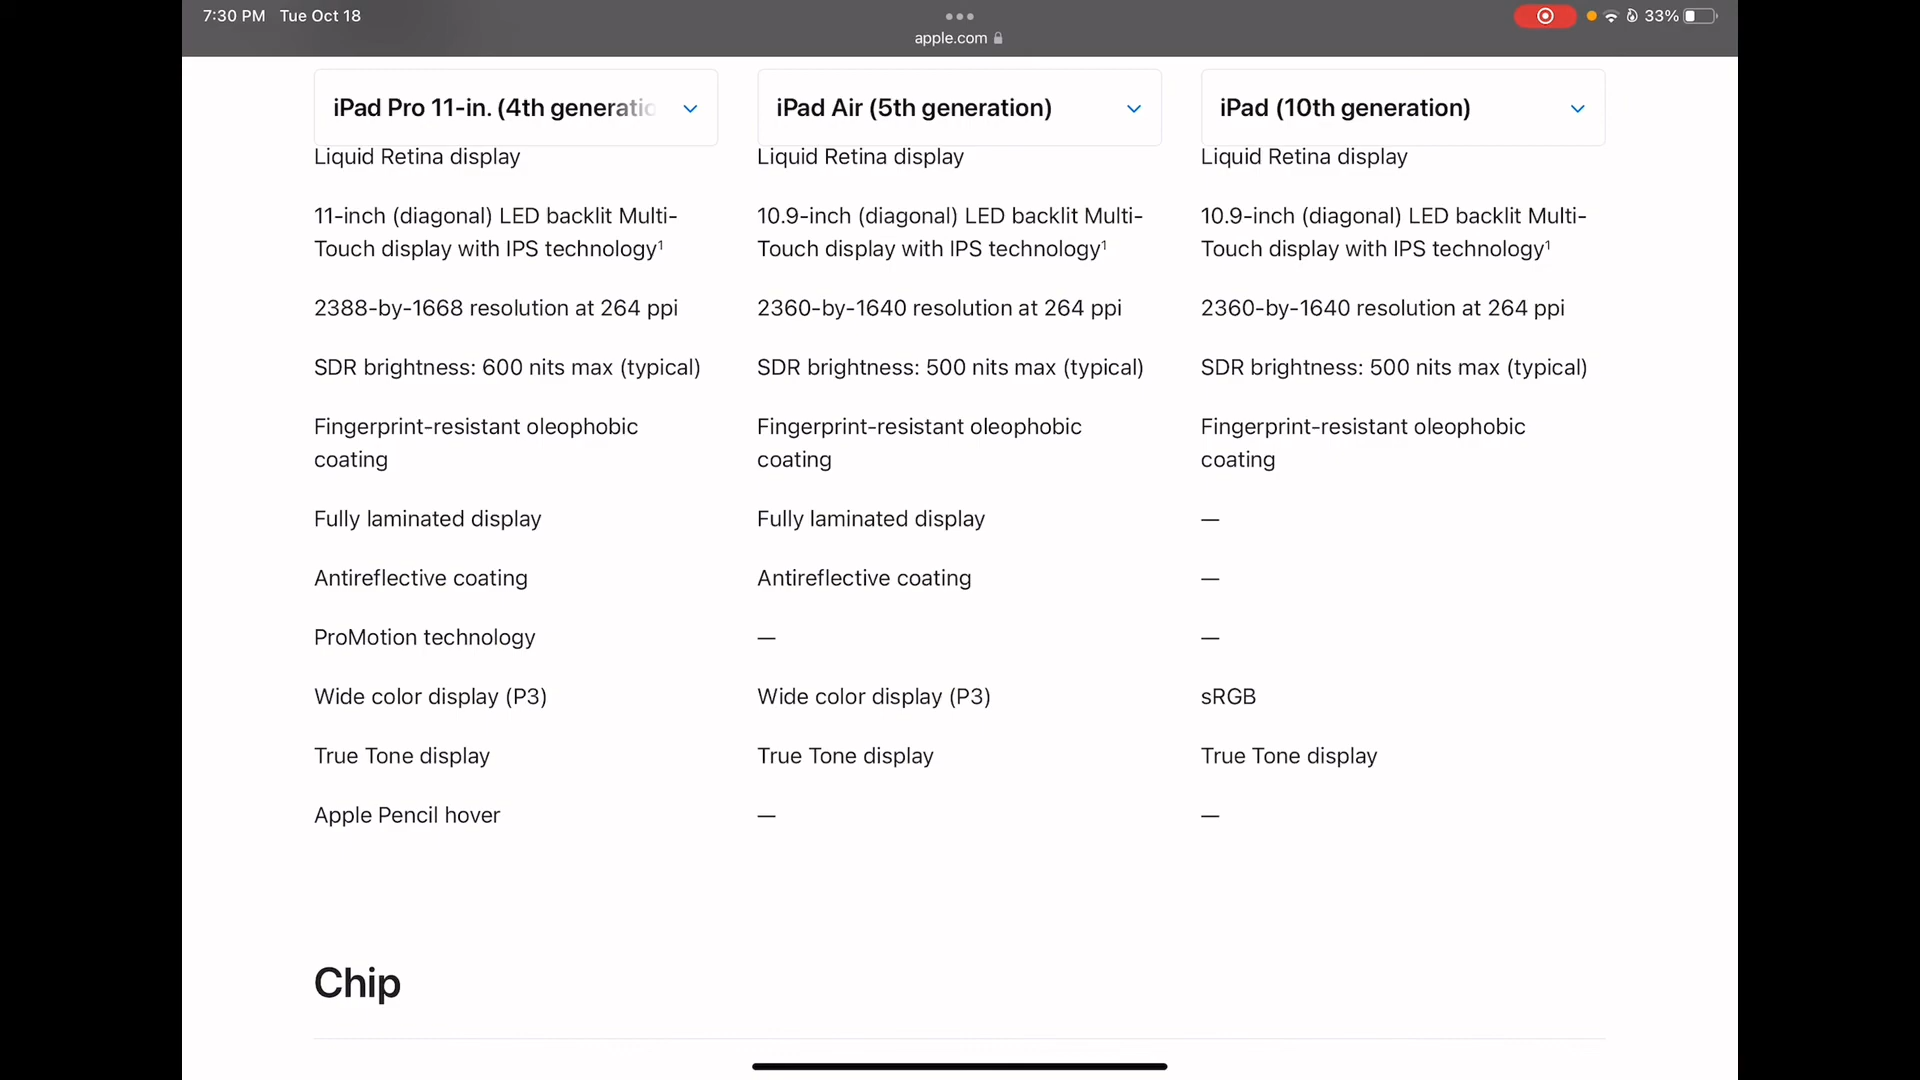 7:30 PM Tue Oct 18
33%
apple.com
iPad Pro 11-in. (4th generatio
iPad Air (5th generation)
iPad (10th generation)
Liquid Retina display
Liquid Retina display
Liquid Retina display
11-inch (diagonal) LED backlit Multi-
Touch display with IPS technology¹
10.9-inch (diagonal) LED backlit Multi-
Touch display with IPS technology¹
10.9-inch (diagonal) LED backlit Multi-
Touch display with IPS technology¹
2388-by-1668 resolution at 264 ppi
2360-by-1640 resolution at 264 ppi
2360-by-1640 resolution at 264 ppi
SDR brightness: 600 nits max (typical)
SDR brightness: 500 nits max (typical)
SDR brightness: 500 nits max (typical)
Fingerprint-resistant oleophobic
coating
Fingerprint-resistant oleophobic
coating
Fingerprint-resistant oleophobic
coating
Fully laminated display
Fully laminated display
—
Antireflective coating
Antireflective coating
—
ProMotion technology
—
—
Wide color display (P3)
Wide color display (P3)
sRGB
True Tone display
True Tone display
True Tone display
Apple Pencil hover
—
—
Chip